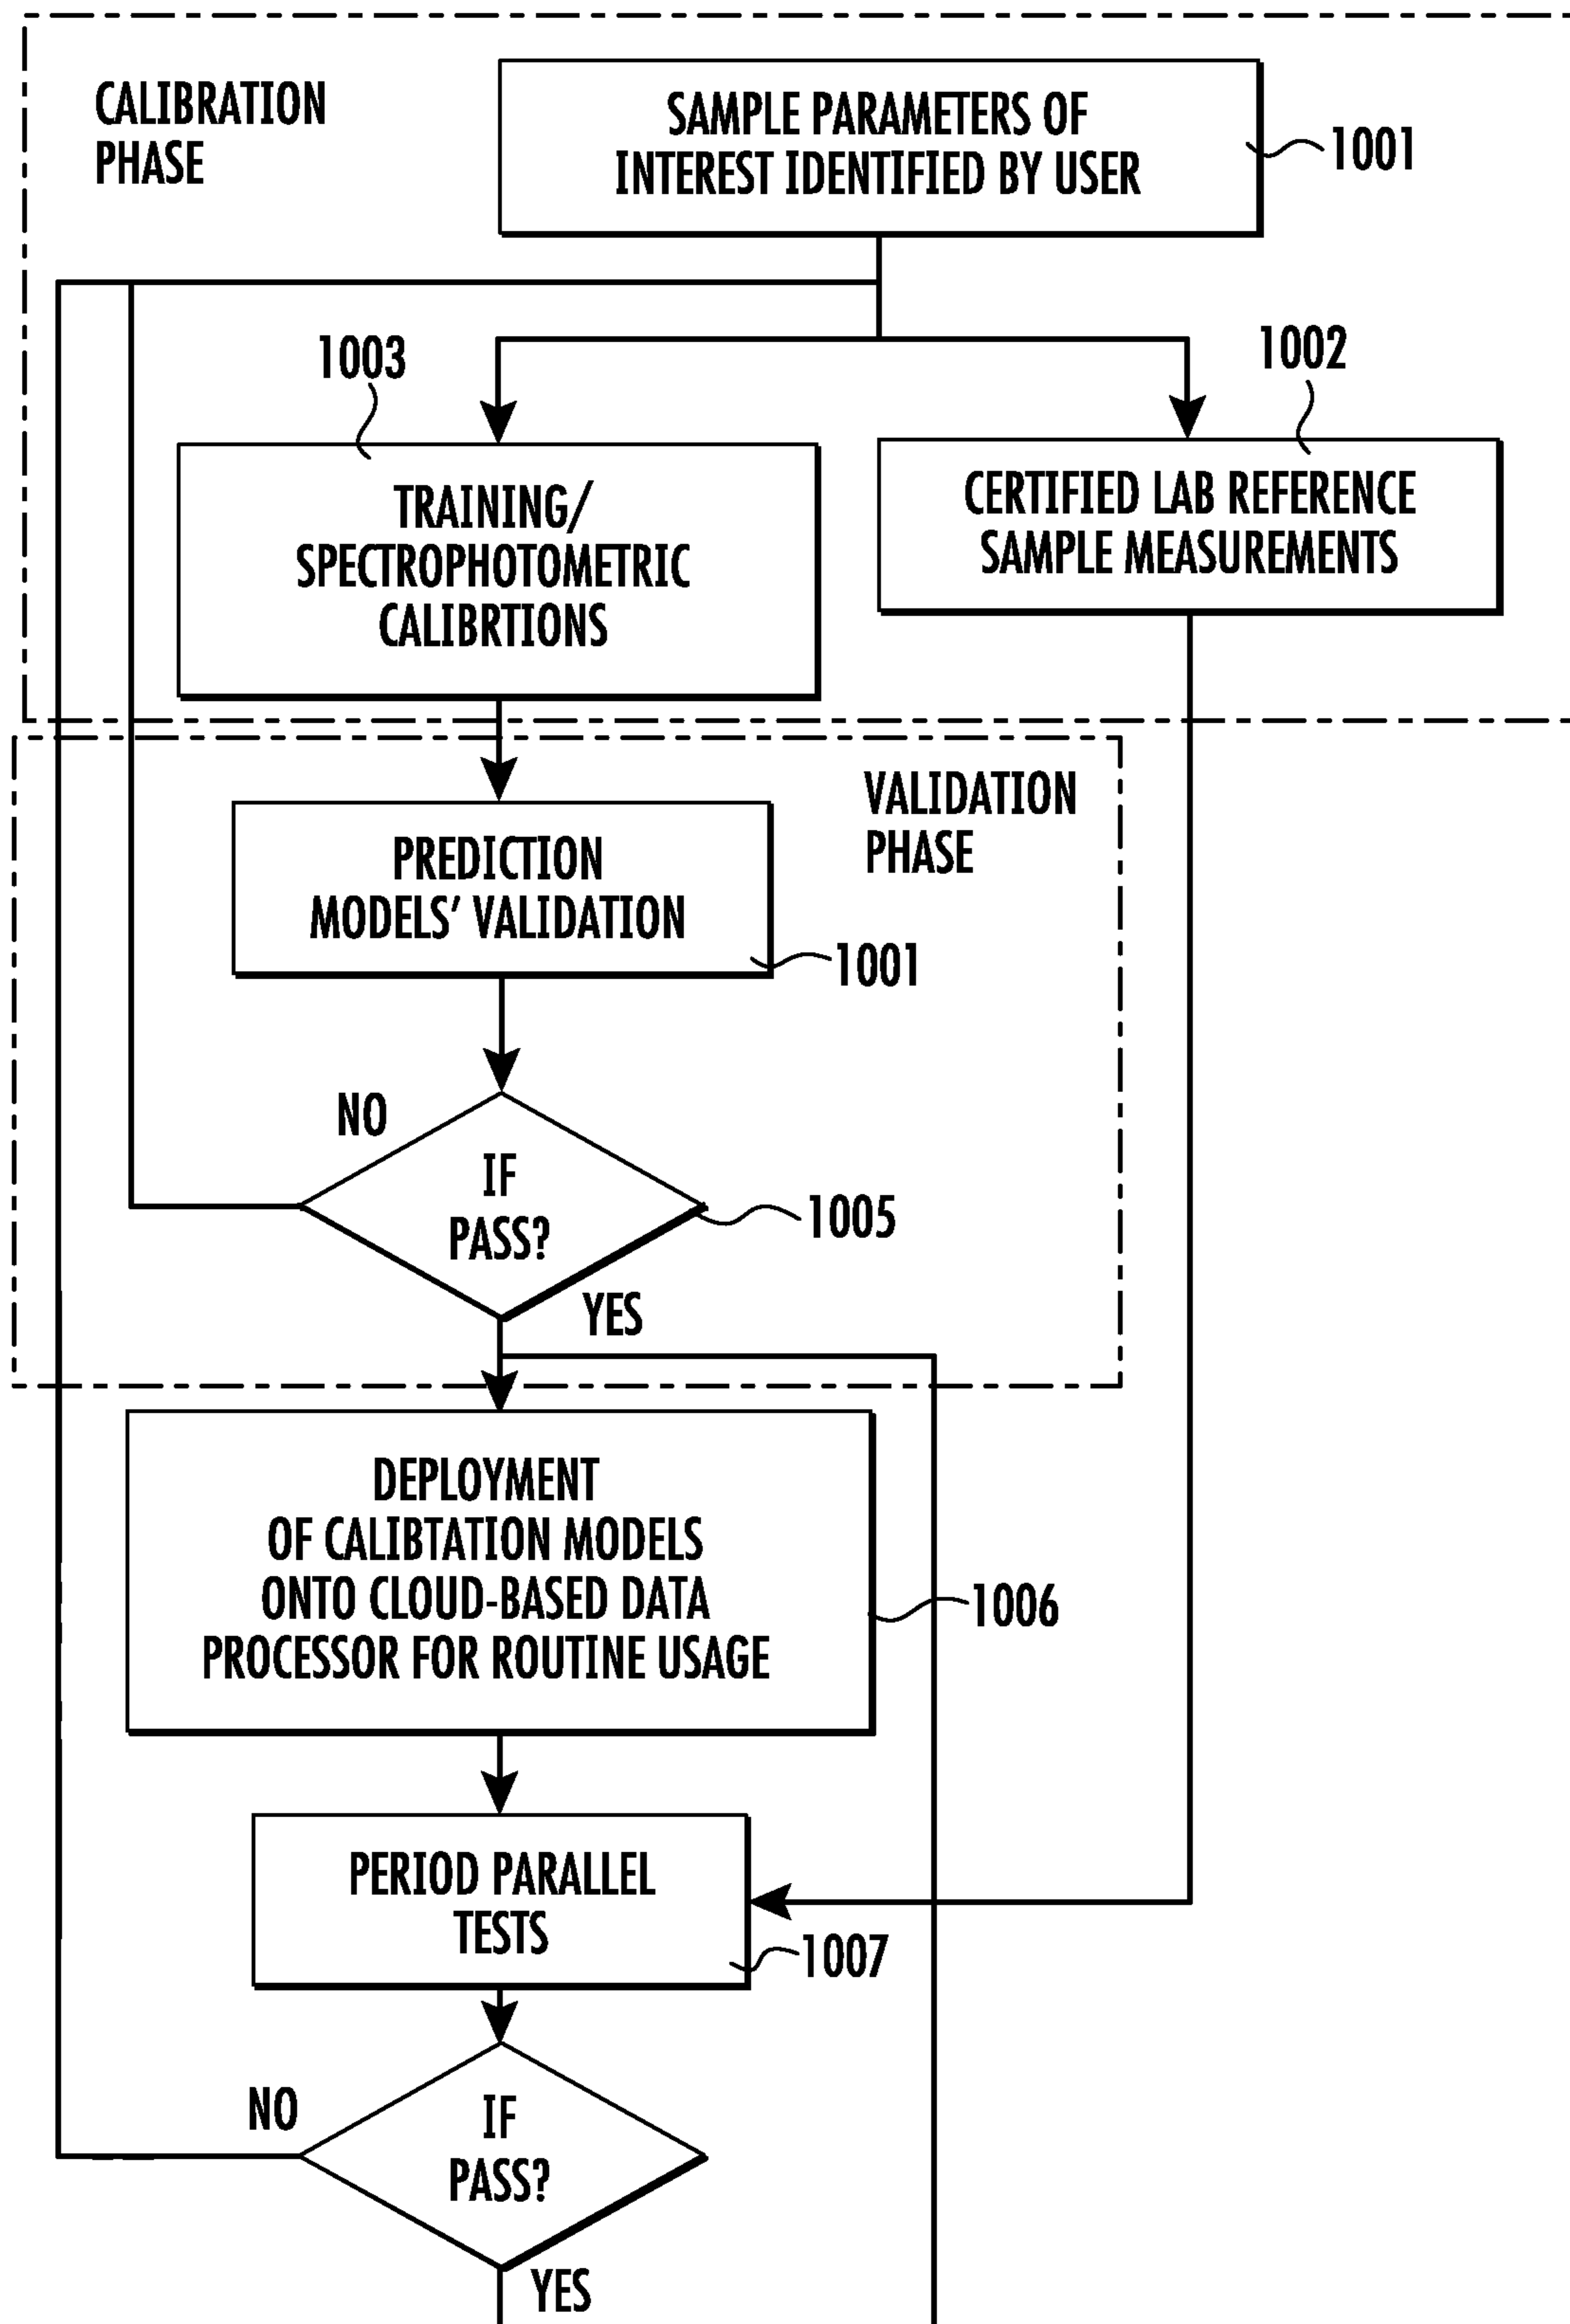 CALIBRATION
PHASE
SAMPLE PARAMETERS OF
INTEREST IDENTIFIED BY USER
1001
1003
1002
TRAINING/
SPECTROPHOTOMETRIC
CALIBRTIONS
CERTIFIED LAB REFERENCE
SAMPLE MEASUREMENTS
VALIDATION
PHASE
PREDICTION
MODELS' VALIDATION
1001
NO
IF
PASS?
1005
YES
DEPLOYMENT
OF CALIBTATION MODELS
ONTO CLOUD-BASED DATA
PROCESSOR FOR ROUTINE USAGE
1006
PERIOD PARALLEL
TESTS
1007
NO
IF
PASS?
YES